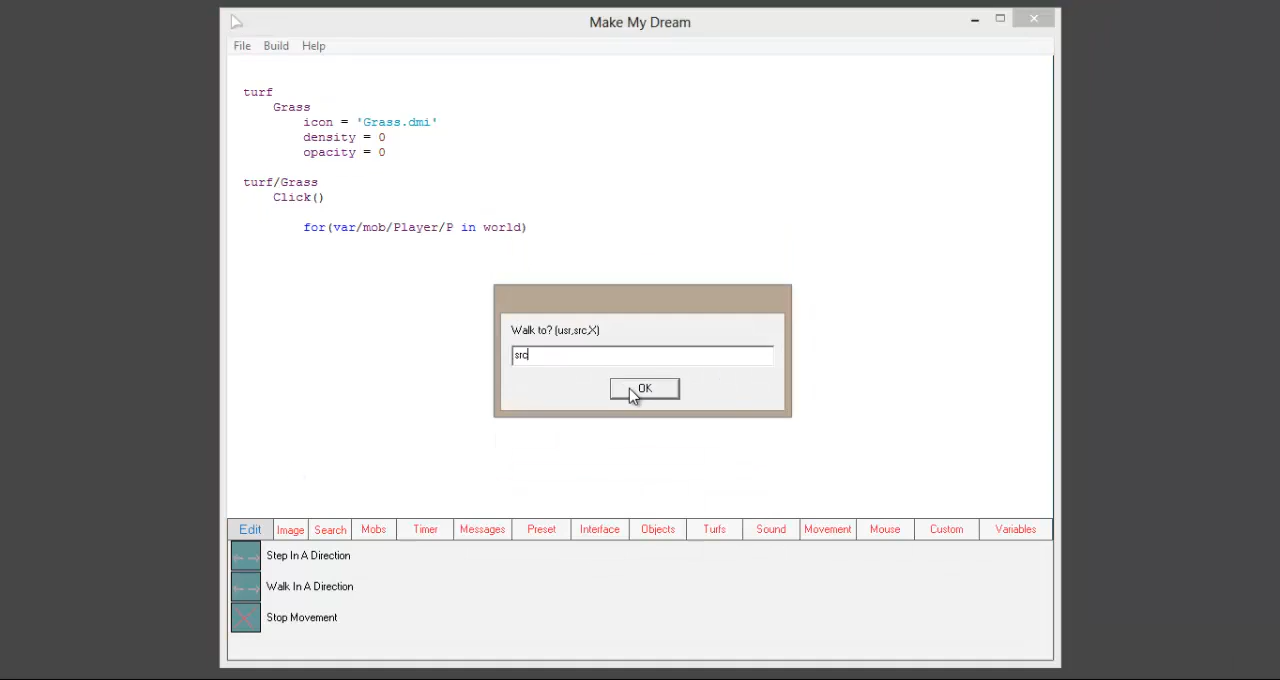 Make My Dream
File Build Help
turf
Grass
icon = 'Grass.dmi'
density = 0
opacity = 0
turf/Grass
Click()
for(var/mob/Player/P in world)
Walk to? (usr,src,X)
src
OK
Edit Image Search Mobs Timer Messages Preset Interface Objects Turfs Sound Movement Mouse Custom Variables
Step In A Direction
Walk In A Direction
Stop Movement